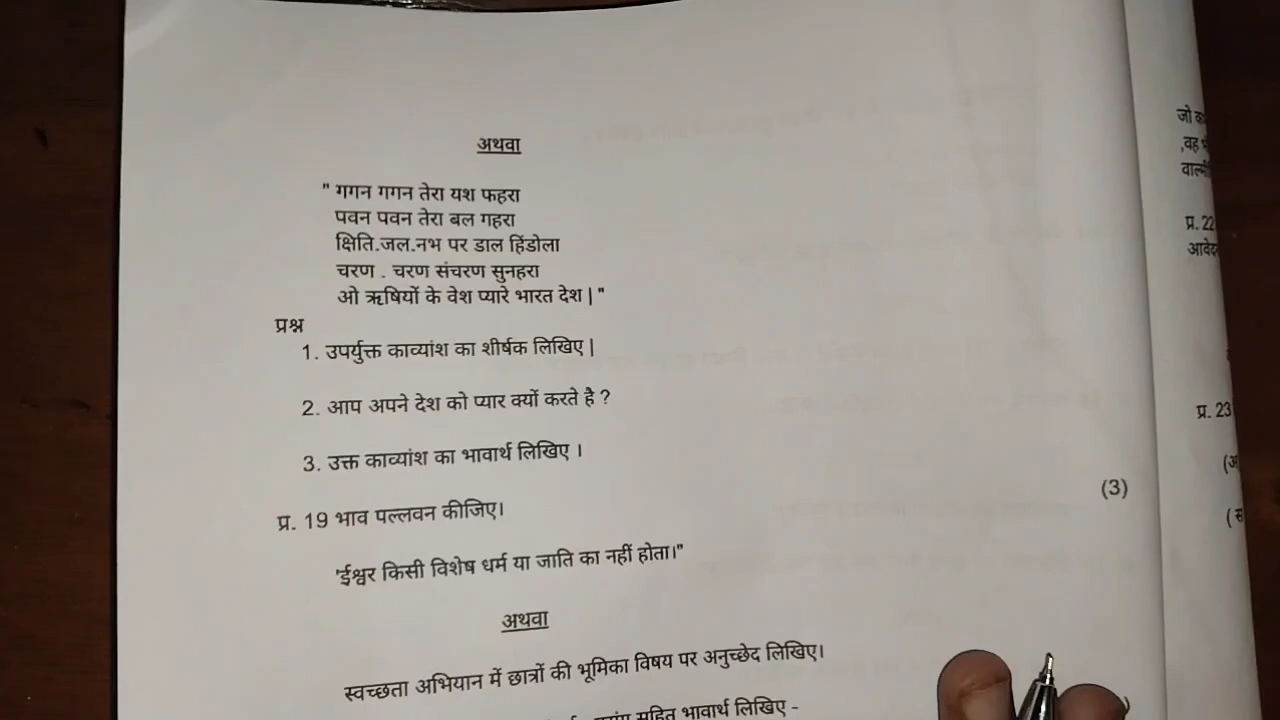 अथवा
" गगन गगन तेरा यश फहरा
पवन पवन तेरा बल गहरा
क्षिति.जल.नभ पर डाल हिंडोला
चरण . चरण संचरण सुनहरा
ओ ऋषियों के वेश प्यारे भारत देश | "
प्रश्न
1. उपर्युक्त काव्यांश का शीर्षक लिखिए |
2. आप अपने देश को प्यार क्यों करते है ?
3. उक्त काव्यांश का भावार्थ लिखिए ।
(3)
प्र. 19 भाव पल्लवन कीजिए।
'ईश्वर किसी विशेष धर्म या जाति का नहीं होता।"
अथवा
स्वच्छता अभियान में छात्रों की भूमिका विषय पर अनुच्छेद लिखिए।
सहित भावार्थ लिखिए -
जो
,वह
प्र. 22
प्र. 23